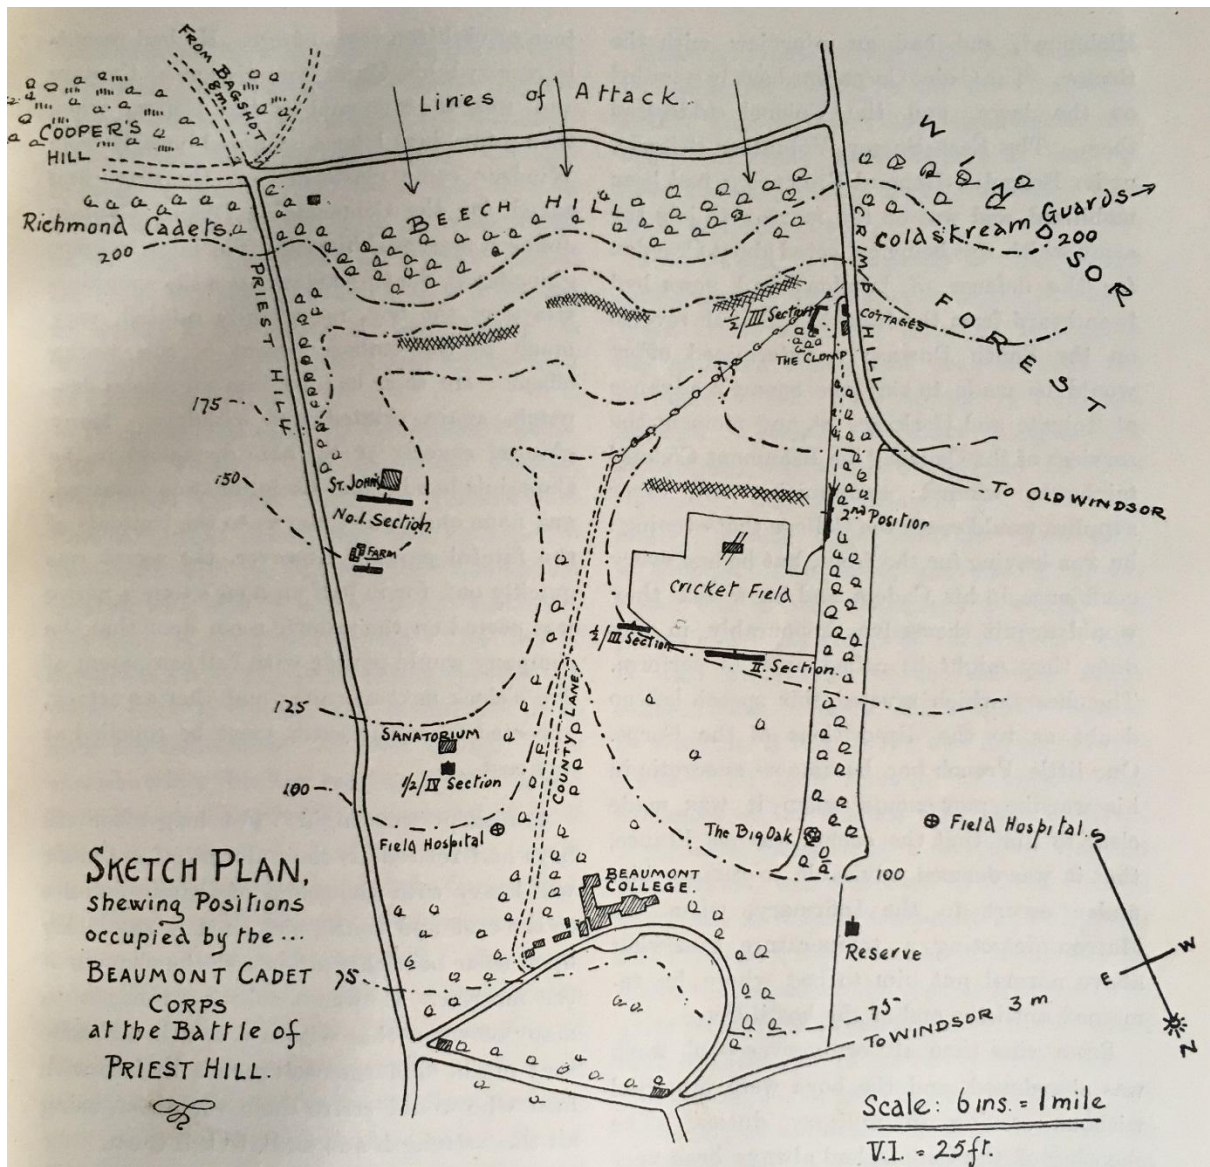 FROM BAGSHOT
8m.
Lines of Attack.
COOPER'S
HILL
Richmond Cadets.
200
BEECH HILL
PRIEST HILL
CRIMP HILL
WINDSOR
FOREST
Coldstream Guards
200
½/III Section
COTTAGES
THE CLUMP
175
150
ST. JOHN'S
No. 1. Section.
FARM
TO OLD WINDSOR
2nd Position
Cricket Field
½/III Section
II. Section.
125
SANATORIUM
1/2/IV Section
COUNTY LANE
100
Field Hospital
The Big Oak
Field Hospital.
100
BEAUMONT
COLLEGE.
Reserve
SKETCH PLAN,
shewing Positions
occupied by the...
BEAUMONT CADET
CORPS
at the Battle of
PRIEST HILL.
75
75
TO WINDSOR 3 m
S
W
E
N
Scale: 6 ins. = 1 mile
V.I. = 25 ft.